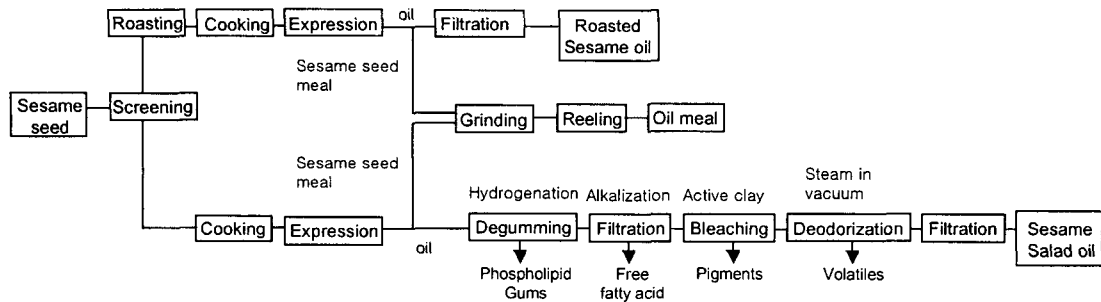 oil
Roasting
Cooking
Expression
Filtration
Roasted
Sesame oil
Sesame seed
meal
Sesame
seed
Screening
Grinding
Reeling
Oil meal
Sesame seed
meal
Hydrogenation
Alkalization
Active clay
Steam in
vacuum
Cooking
Expression
oil
Degumming
Filtration
Bleaching
Deodorization
Filtration
Sesame
Salad oil
Phospholipid
Gums
Free
fatty acid
Pigments
Volatiles